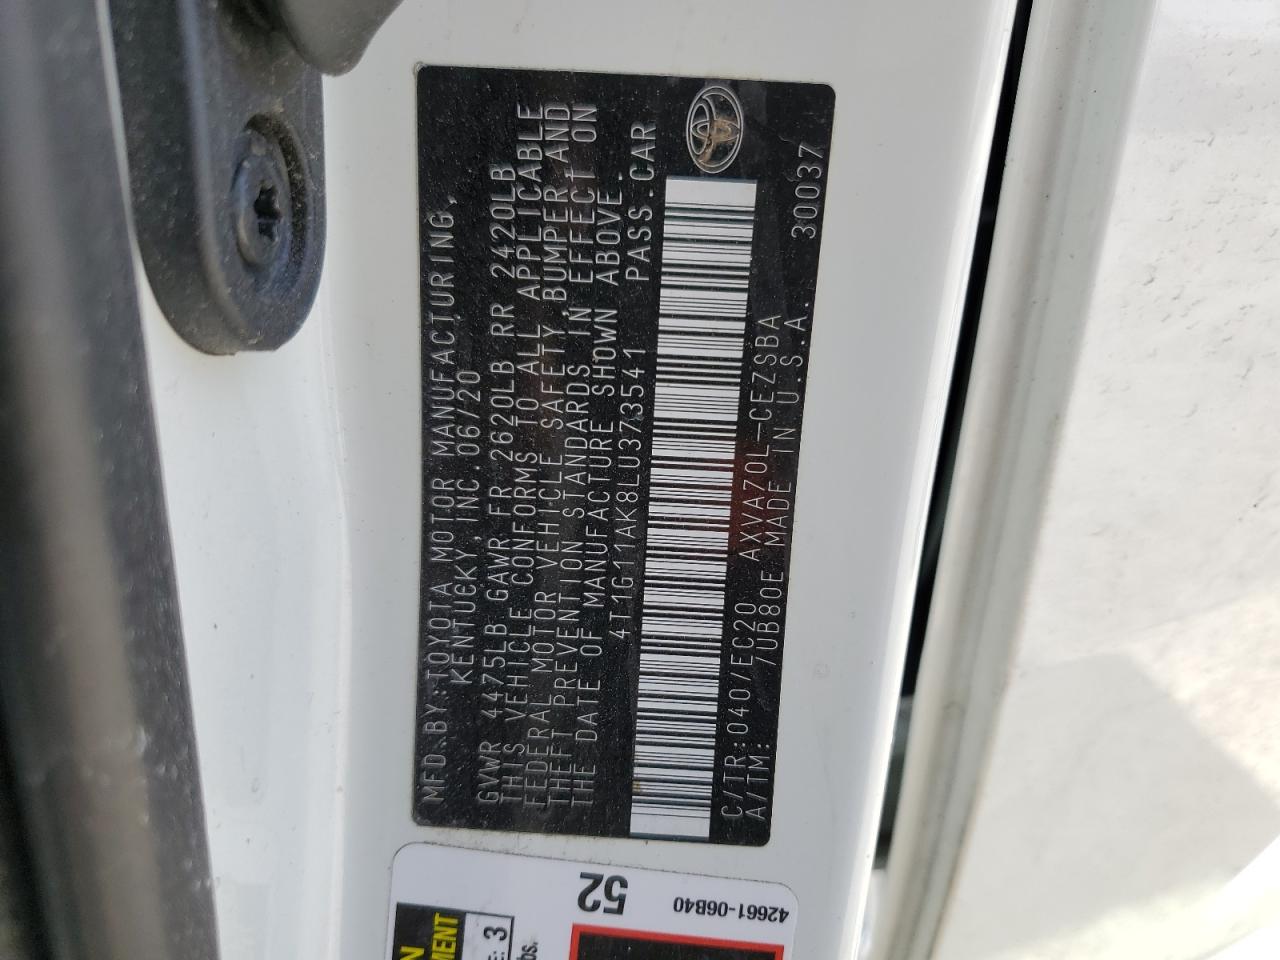 MFD.BY:TOYOTA MOTOR MANUFACTURING,
KENTUCKY, INC.06/20
GVWR 4475LB GAWR FR 2620LB RR 2420LB
THIS VEHICLE CONFORMS TO ALL APPLICABLE
FEDERAL MOTOR VEHICLE SAFETY,BUMPER,AND
THEFT PREVENTION STANDARDS IN EFFECT ON
THE DATE OF MANUFACTURE SHOWN ABOVE.
4T1G11AK8LU373541 PASS.CAR
C/TR:040/EC20 AXVA70L-CEZSBA 30037
A/TM: /UB80E MADE IN U.S.A.
52
42661-06B40
3